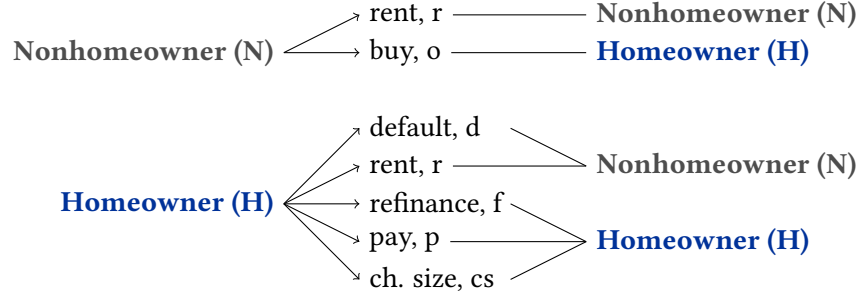 rent, r Nonhomeowner (N)
Nonhomeowner (N)
buy, o Homeowner (H)
default, d
rent, r Nonhomeowner (N)
Homeowner (H) refinance, f
pay, p Homeowner (H)
ch. size, cs